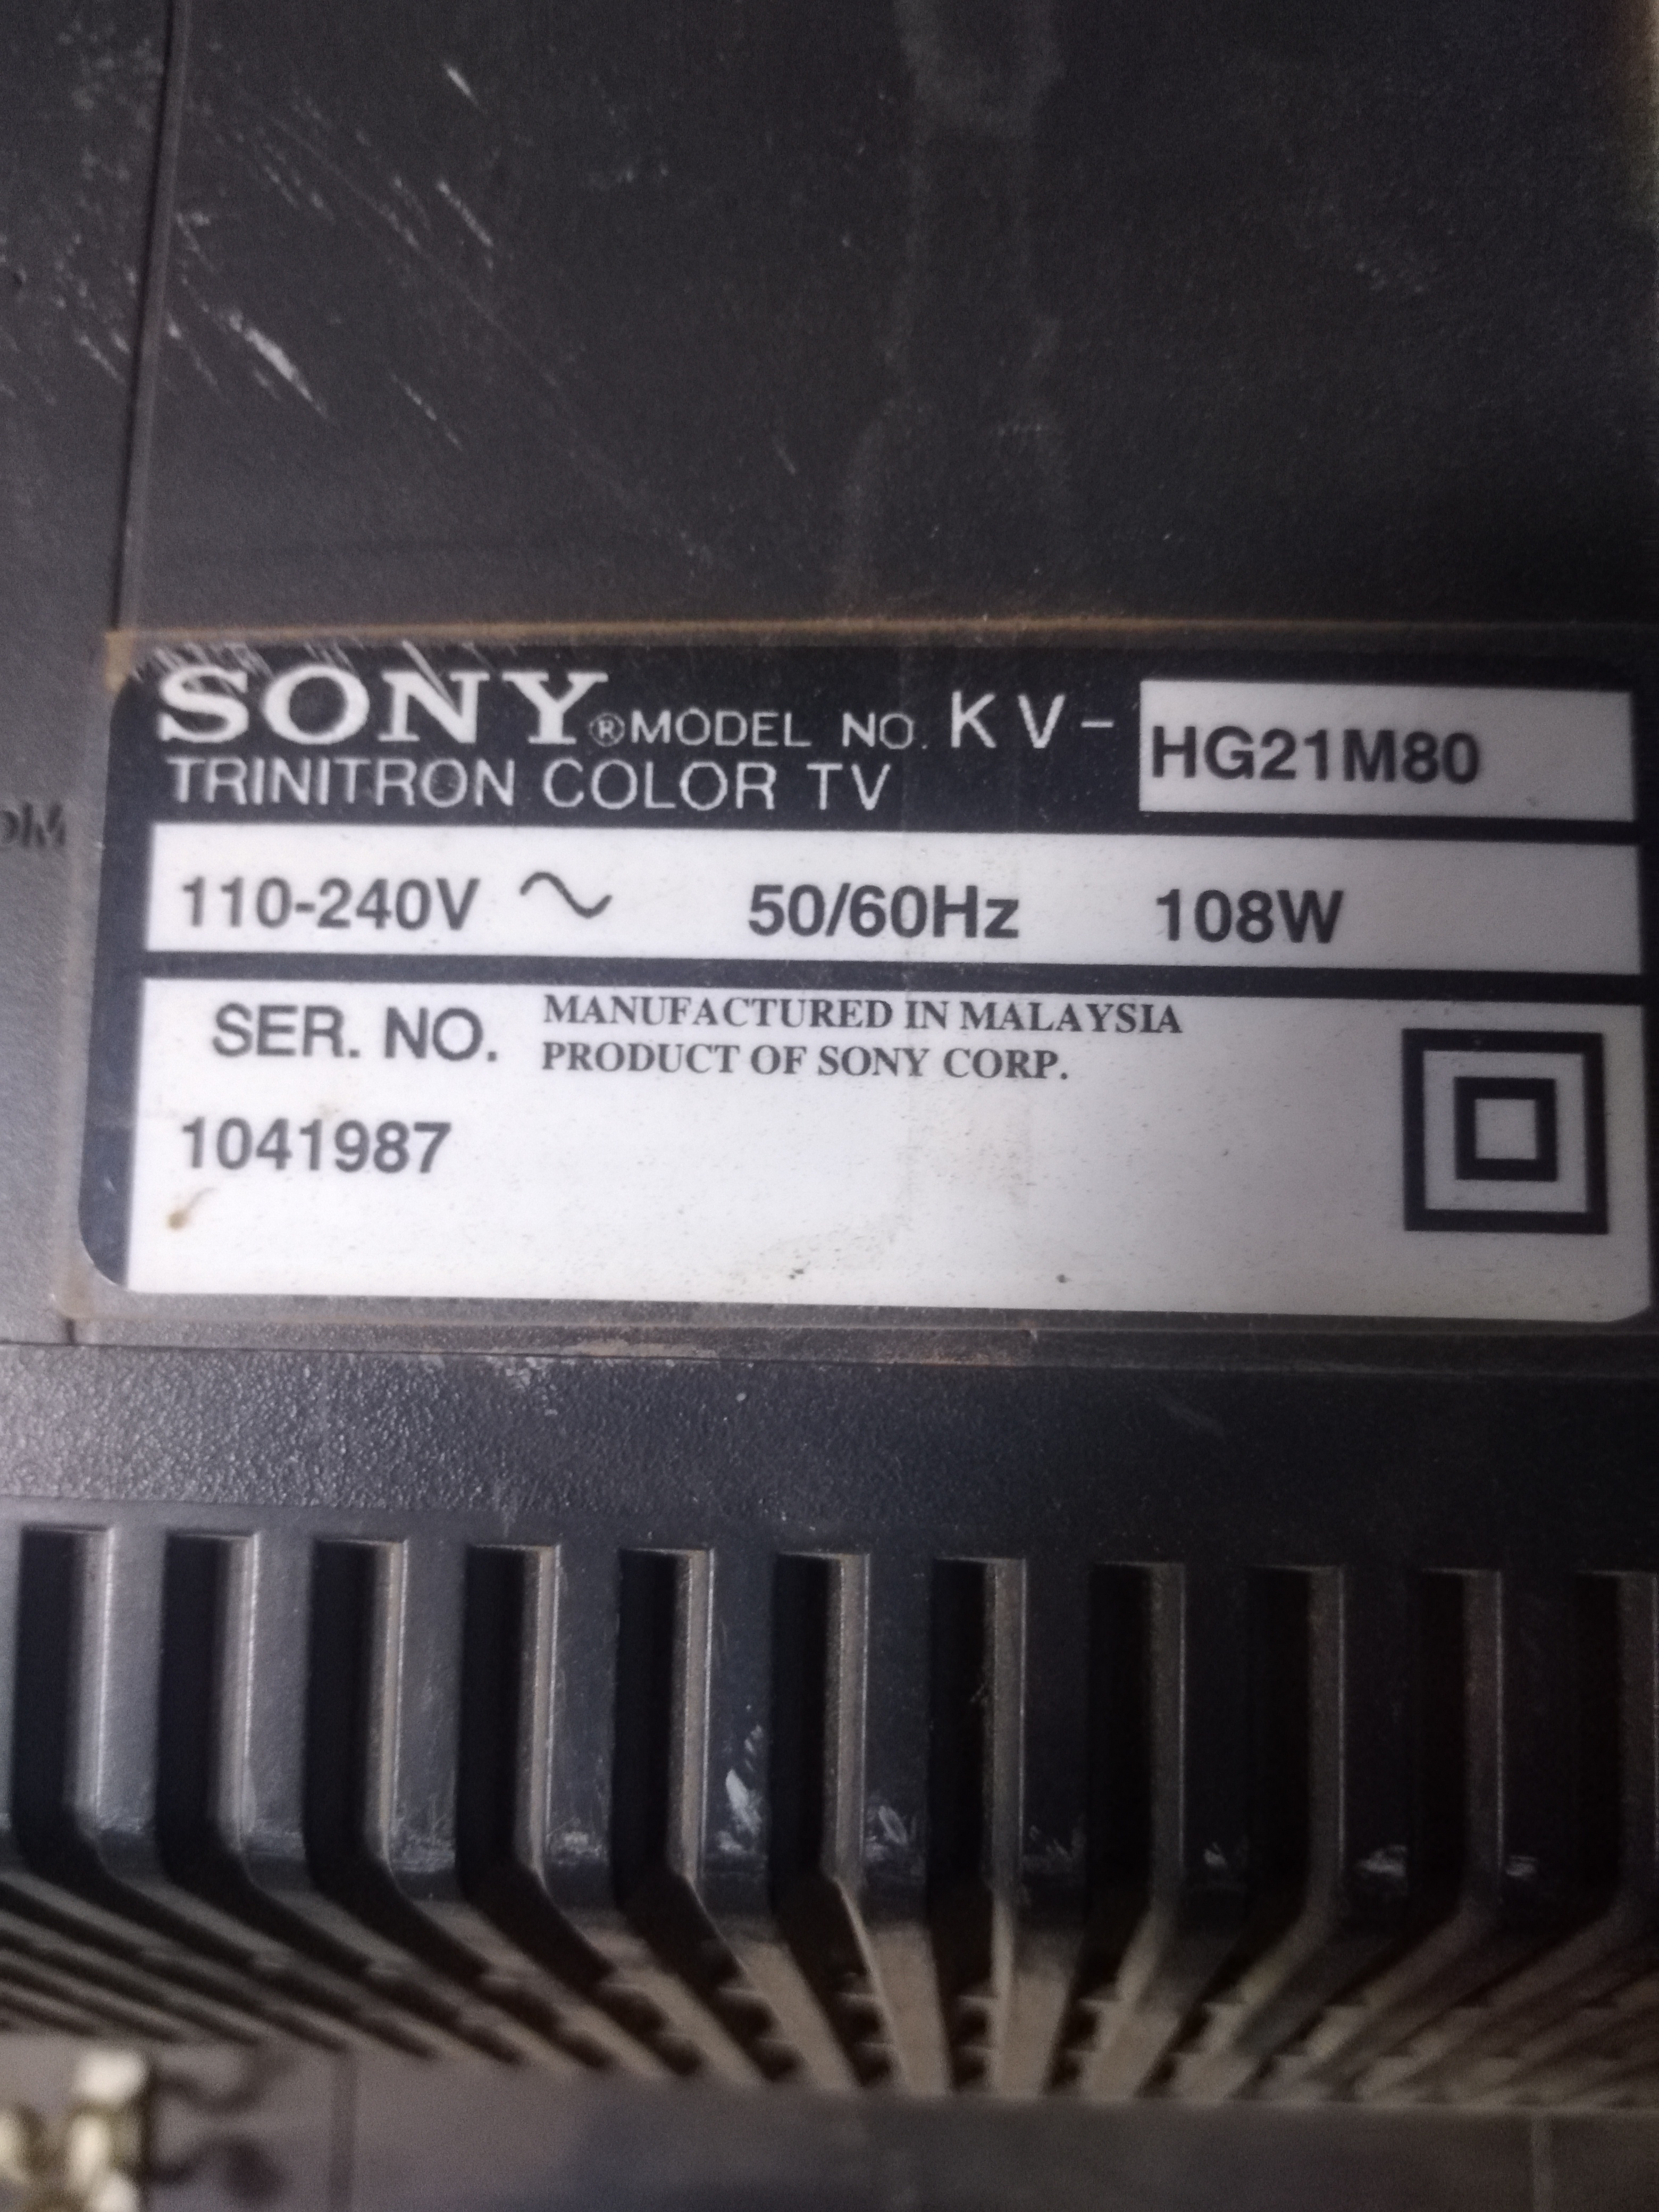 SONY® MODEL NO. KV- HG21M80
TRINITRON COLOR TV
110-240V ~ 50/60Hz 108W
SER. NO. MANUFACTURED IN MALAYSIA
PRODUCT OF SONY CORP.
1041987